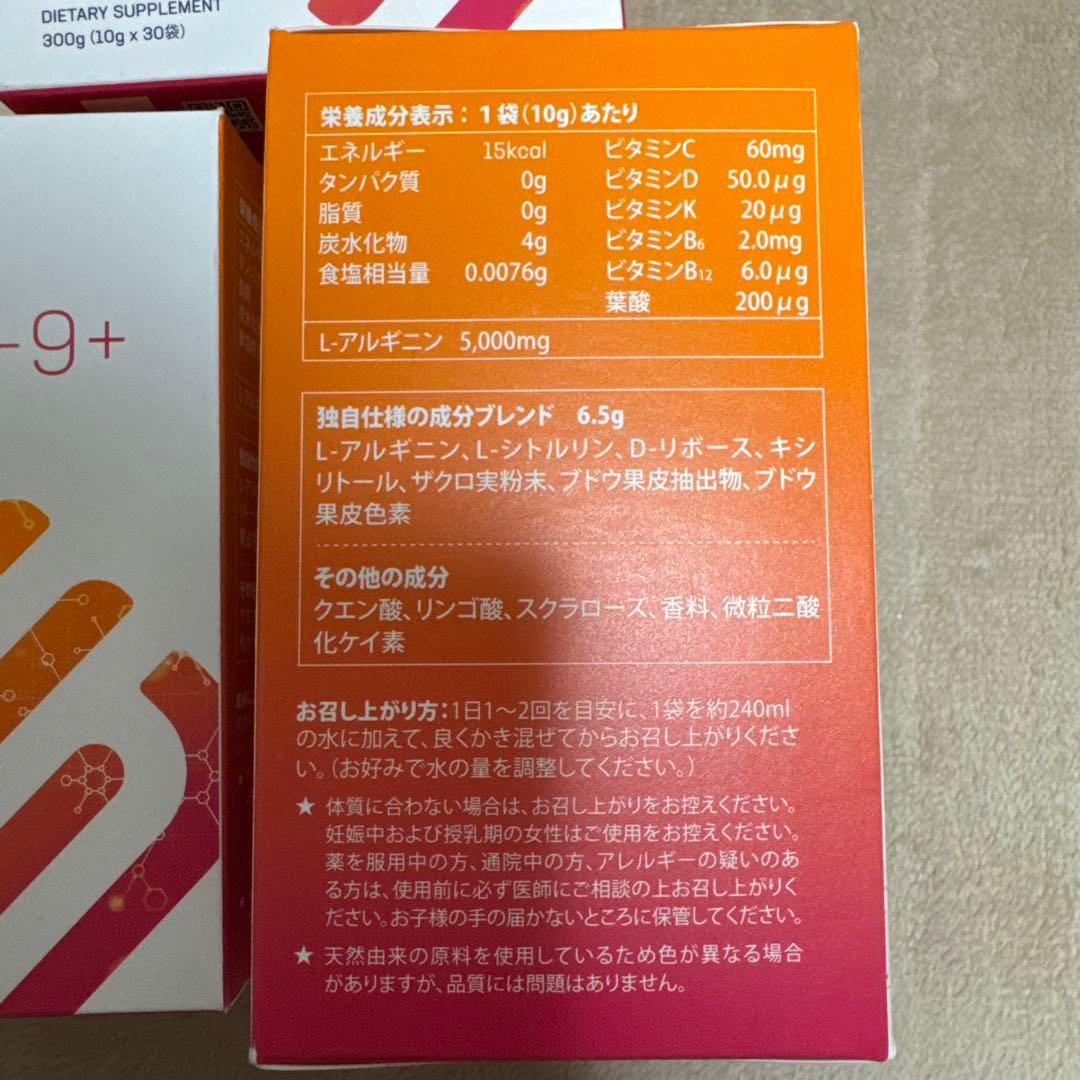 DIETARY SUPPLEMENT
300g (10g x 30袋)
-9+
栄養成分表示：1袋(10g)あたり
エネルギー 15kcal ビタミンC 60mg
タンパク質 0g ビタミンD 50.0μg
脂質 0g ビタミンK 20μg
炭水化物 4g ビタミンB6 2.0mg
食塩相当量 0.0076g ビタミンB12 6.0μg
葉酸 200μg
L-アルギニン 5,000mg
独自仕様の成分ブレンド 6.5g
L-アルギニン、L-シトルリン、D-リボース、キシ
リトール、ザクロ実粉末、ブドウ果皮抽出物、ブドウ
果皮色素
その他の成分
クエン酸、リンゴ酸、スクラロース、香料、微粒二酸
化ケイ素
お召し上がり方：1日1〜2回を目安に、1袋を約240ml
の水に加えて、良くかき混ぜてからお召し上がりくださ
い。（お好みで水の量を調整してください。）
★ 体質に合わない場合は、お召し上がりをお控えください。
妊娠中および授乳期の女性はご使用をお控えください。
薬を服用中の方、通院中の方、アレルギーの疑いのあ
る方は、使用前に必ず医師にご相談の上お召し上がりく
ださい。お子様の手の届かないところに保管してください。
★ 天然由来の原料を使用しているため色が異なる場合
がありますが、品質には問題はありません。